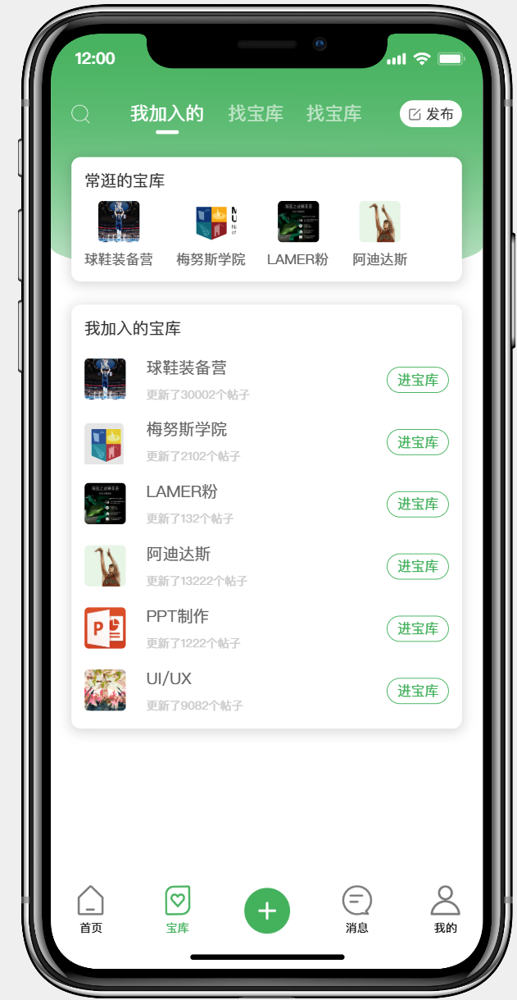 12:00
我加入的 找宝库 找宝库 发布
常逛的宝库
球鞋装备营 梅努斯学院 LAMER粉 阿迪达斯
我加入的宝库
球鞋装备营
更新了30002个帖子
进宝库
梅努斯学院
更新了2102个帖子
进宝库
LAMER粉
更新了132个帖子
进宝库
阿迪达斯
更新了13222个帖子
进宝库
PPT制作
更新了1222个帖子
进宝库
UI/UX
更新了9082个帖子
进宝库
首页 宝库 消息 我的